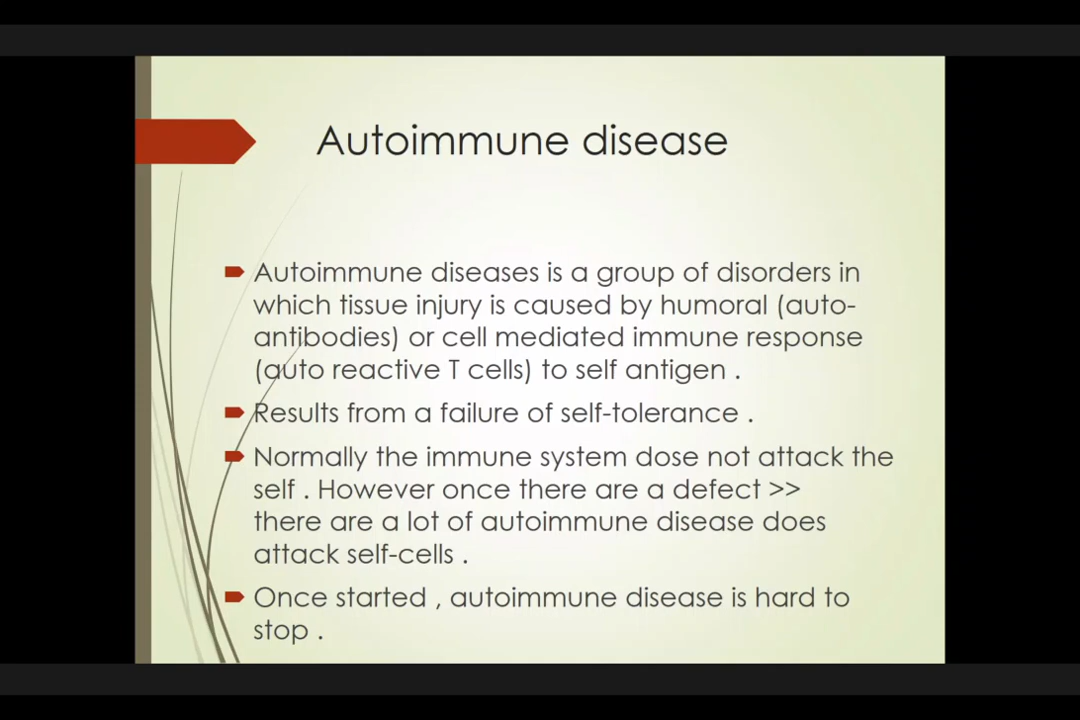 Autoimmune disease
Autoimmune diseases is a group of disorders in
which tissue injury is caused by humoral (auto-
antibodies) or cell mediated immune response
(auto reactive T cells) to self antigen .
Results from a failure of self-tolerance .
Normally the immune system dose not attack the
self . However once there are a defect >>
there are a lot of autoimmune disease does
attack self-cells .
Once started , autoimmune disease is hard to
stop .